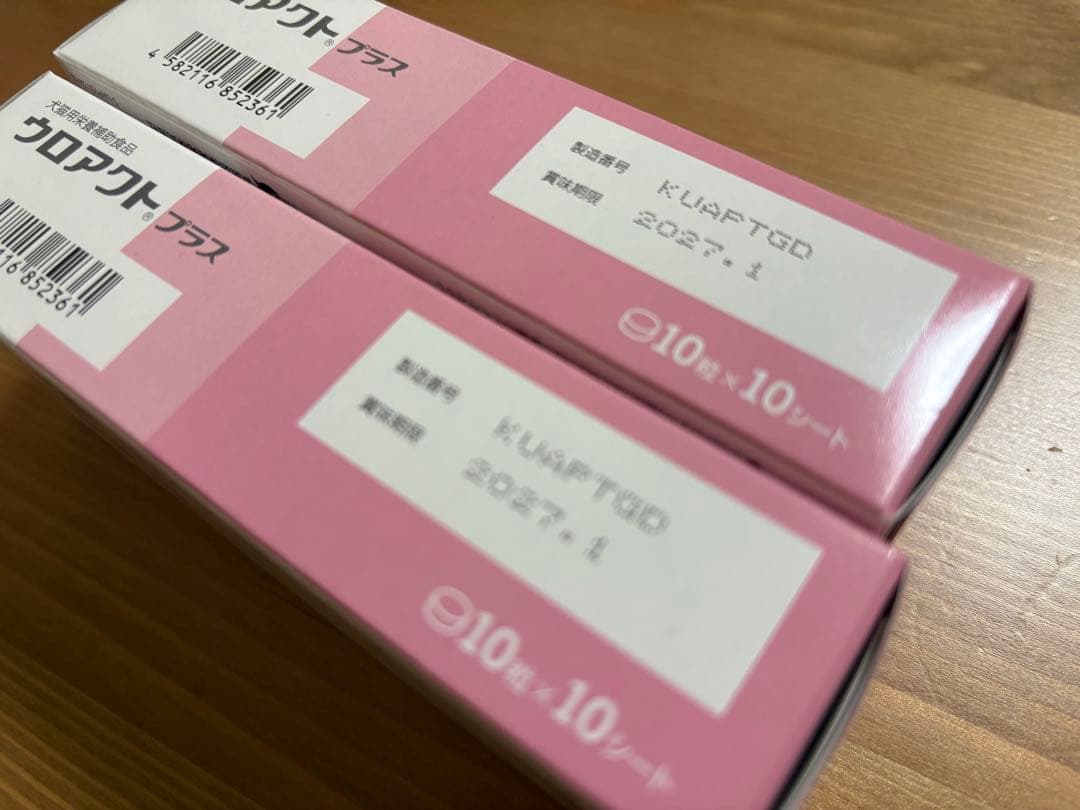 ウロアクト®プラス
4 582116 852361
製造番号 KUAPTGD
賞味期限 2027.1
10粒×10シート
犬猫用栄養補助食品
ウロアクト®プラス
116 852361
製造番号 KUAPTGD
賞味期限 2027.1
10粒×10シート